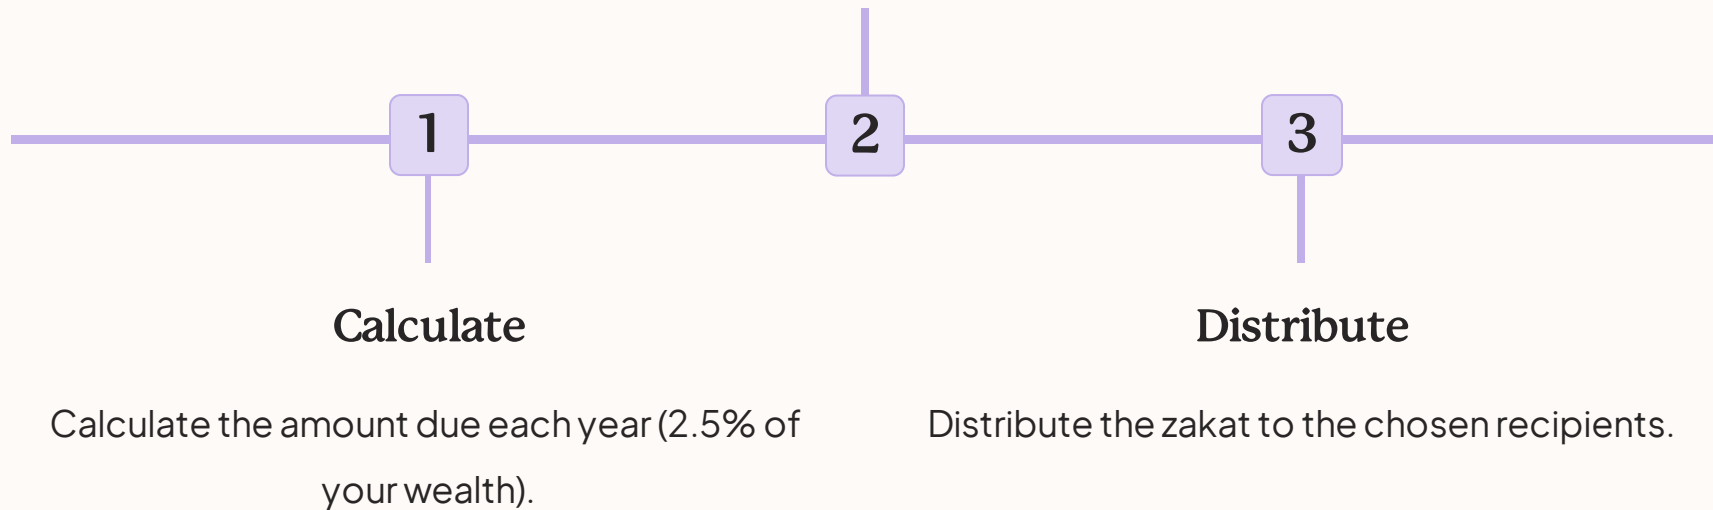 1
2
3
Calculate
Calculate the amount due each year (2.5% of
your wealth).
Distribute
Distribute the zakat to the chosen recipients.